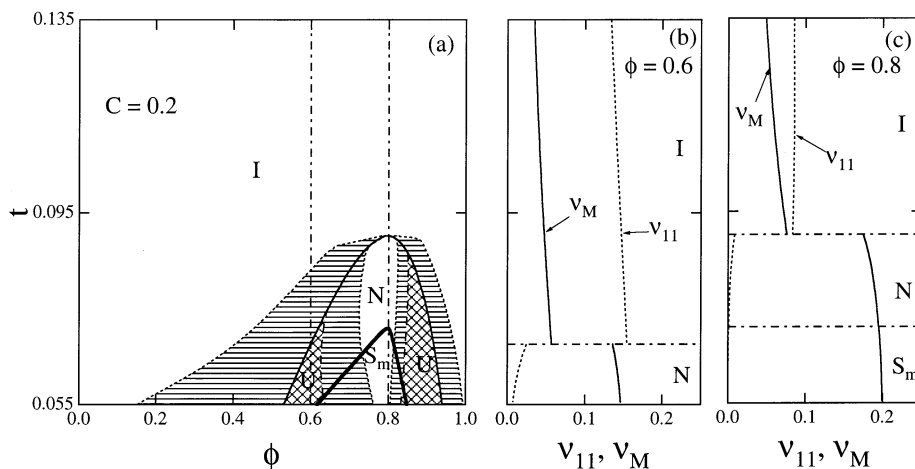 0.135
(a)
C = 0.2
I
t
0.095
N
S_m
U
U
0.055
0.0
0.2
0.4
0.6
0.8
1.0
ϕ
(b)
ϕ = 0.6
I
ν_M
ν_11
N
0.0
0.1
0.2
ν_11, ν_M
(c)
ϕ = 0.8
ν_M
I
ν_11
N
S_m
0.0
0.1
0.2
ν_11, ν_M